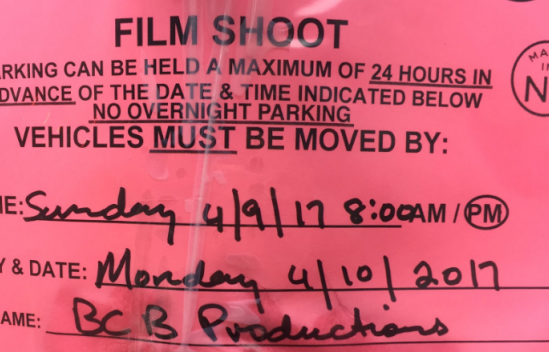 FILM SHOOT
ARKING CAN BE HELD A MAXIMUM OF 24 HOURS IN
DVANCE OF THE DATE & TIME INDICATED BELOW
NO OVERNIGHT PARKING
VEHICLES MUST BE MOVED BY:
E: Sunday 4/9/17 8:00AM / PM
Y & DATE: Monday 4/10/2017
AME: BCB Productions
MA
IN
N